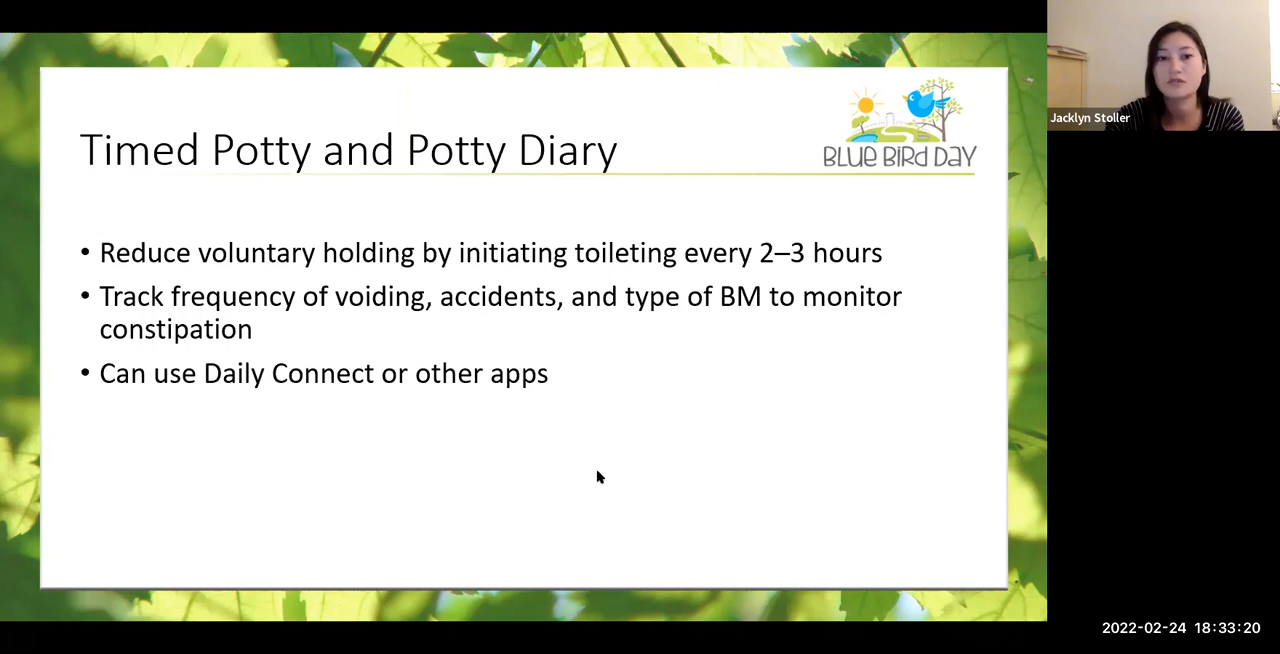 Jacklyn Stoller
BLUE BiRd DAY
Timed Potty and Potty Diary
• Reduce voluntary holding by initiating toileting every 2–3 hours
• Track frequency of voiding, accidents, and type of BM to monitor
constipation
• Can use Daily Connect or other apps
2022-02-24 18:33:20